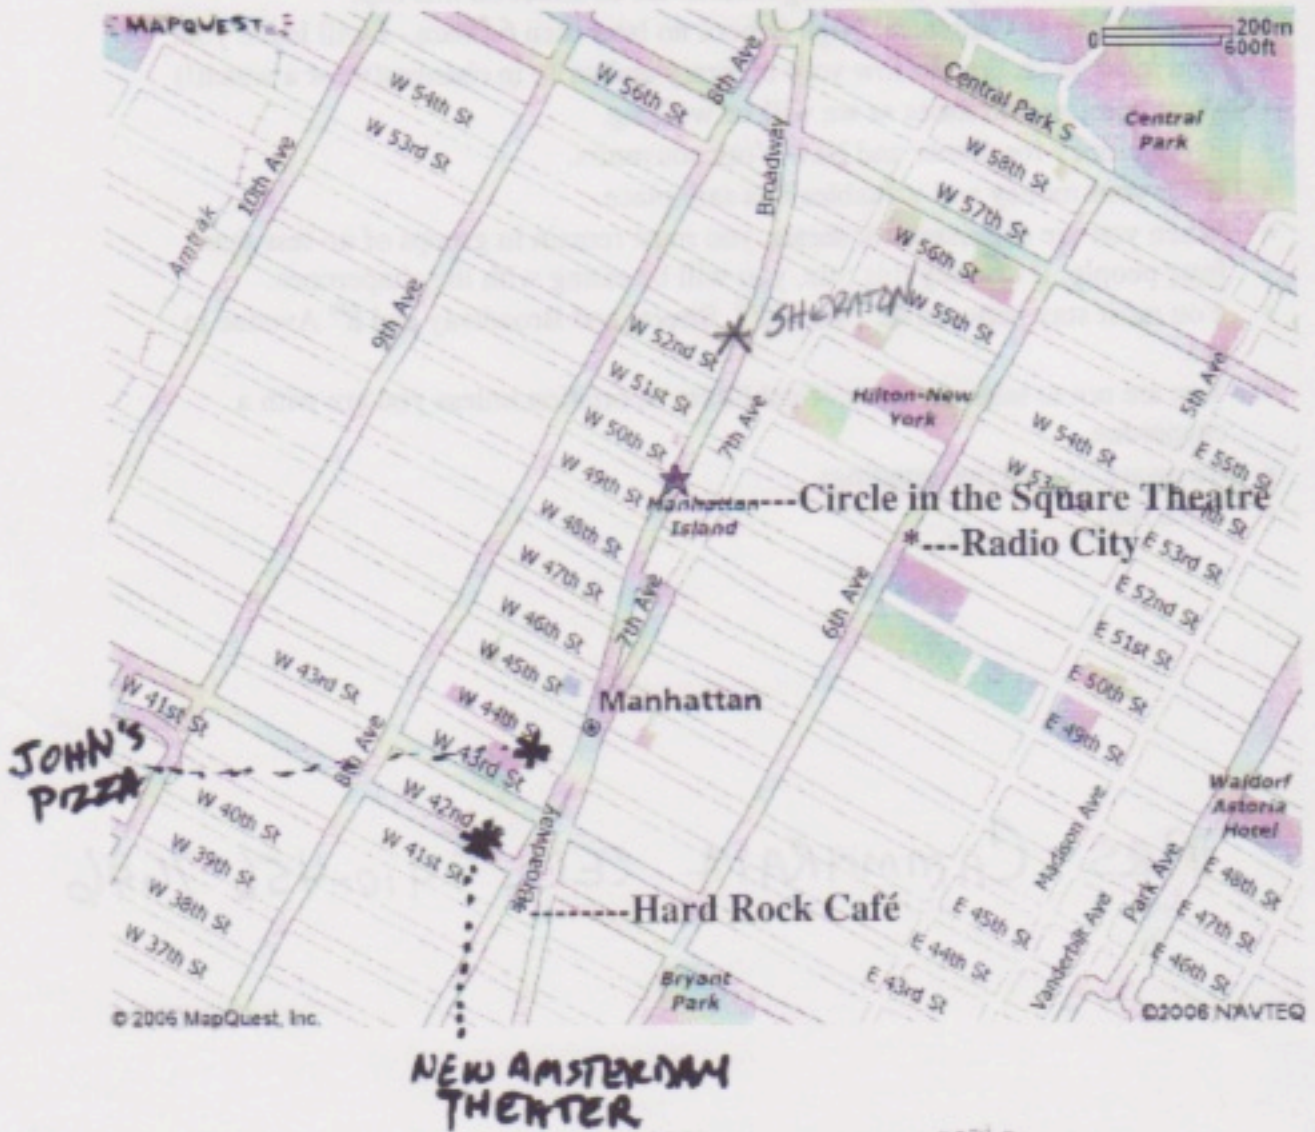 MAPQUEST
200m
0
600ft
W 54th St
W 53rd St
W 56th St
8th Ave
Broadway
Central Park S
Central
Park
W 58th St
W 57th St
W 56th St
W 55th St
10th Ave
Amtrak
9th Ave
SHERATON
W 52nd St
W 51st St
W 50th St
W 49th St
W 48th St
W 47th St
W 46th St
W 45th St
W 44th St
W 43rd St
7th Ave
Hilton-New
York
5th Ave
W 54th St
W 53rd St
E 55th St
E 53rd St
E 52nd St
E 51st St
E 50th St
E 49th St
Manhattan
Island
----Circle in the Square Theatre
*---Radio City
7th Ave
6th Ave
Manhattan
W 43rd St
W 41st St
JOHN'S
PIZZA
8th Ave
W 42nd
W 41st St
W 40th St
W 39th St
W 38th St
W 37th St
Broadway
*--------Hard Rock Café
Bryant
Park
Waldorf
Astoria
Hotel
Madison Ave
Park Ave
Vanderbilt Ave
E 48th St
E 47th St
E 46th St
E 45th St
E 44th St
E 43rd St
© 2006 MapQuest, Inc.
©2006 NAVTEQ
NEW AMSTERDAM
THEATER